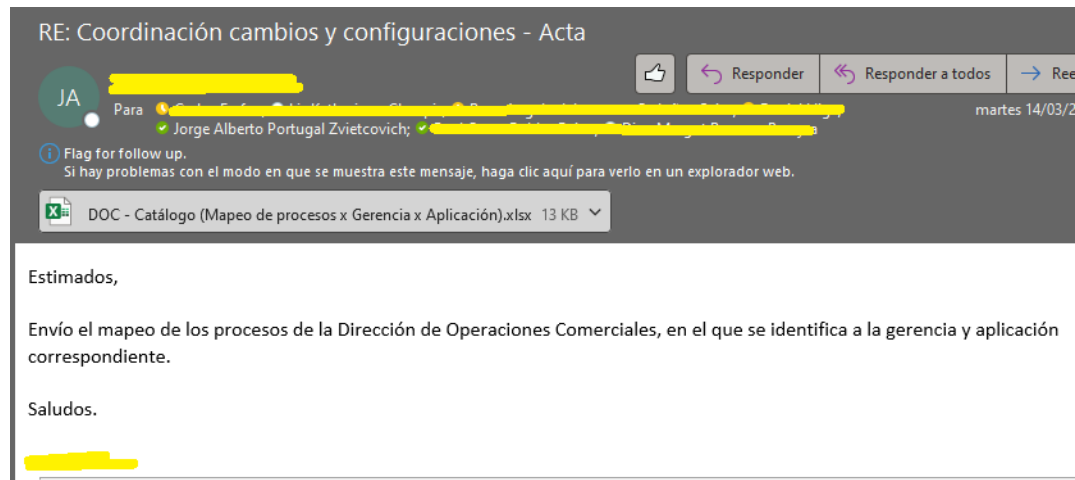 RE: Coordinación cambios y configuraciones - Acta
JA
Responder
Responder a todos
Ree
Para
martes 14/03/2
Jorge Alberto Portugal Zvietcovich;
Flag for follow up.
Si hay problemas con el modo en que se muestra este mensaje, haga clic aquí para verlo en un explorador web.
DOC - Catálogo (Mapeo de procesos x Gerencia x Aplicación).xlsx 13 KB
Estimados,
Envío el mapeo de los procesos de la Dirección de Operaciones Comerciales, en el que se identifica a la gerencia y aplicación
correspondiente.
Saludos.